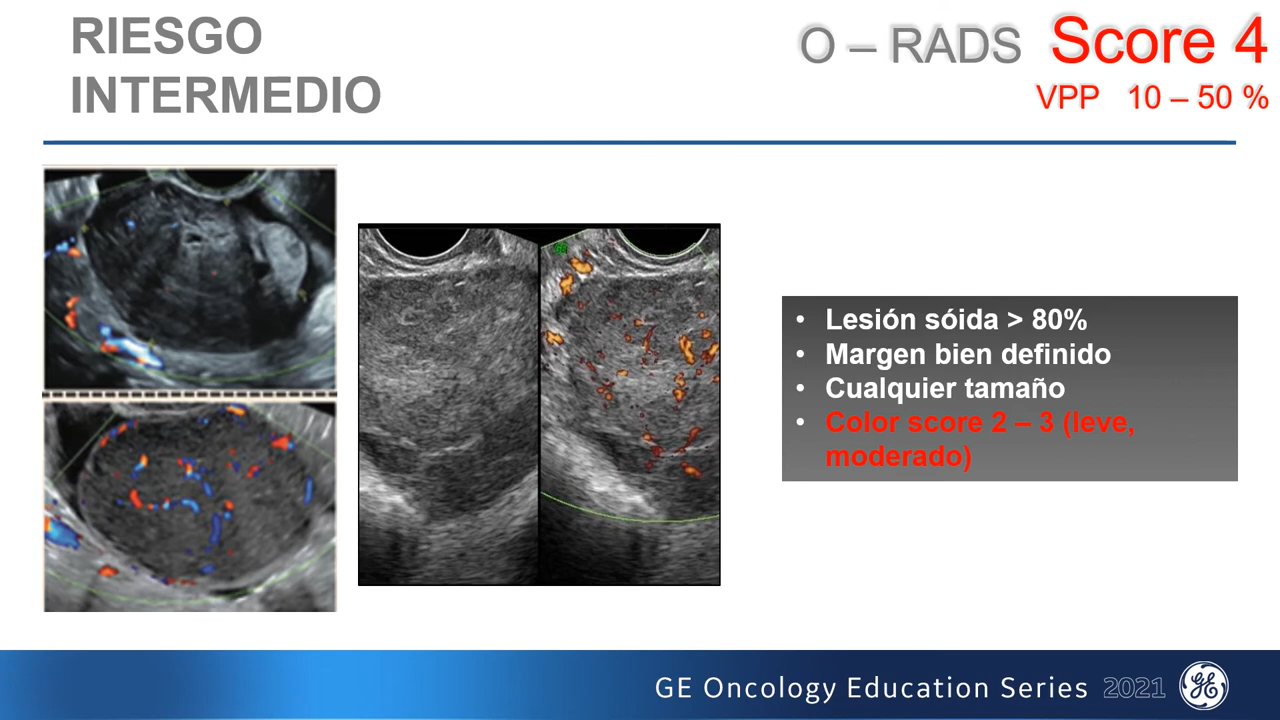 RIESGO
INTERMEDIO
O – RADS Score 4
VPP 10 – 50 %
• Lesión sóida > 80%
• Margen bien definido
• Cualquier tamaño
• Color score 2 – 3 (leve,
moderado)
GE Oncology Education Series 2021